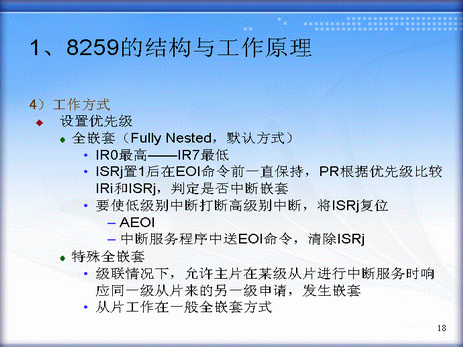 1、8259的结构与工作原理
4）工作方式
设置优先级
全嵌套（Fully Nested，默认方式）
IR0最高——IR7最低
ISRj置1后在EOI命令前一直保持，PR根据优先级比较
IRi和ISRj，判定是否中断嵌套
要使低级别中断打断高级别中断，将ISRj复位
–AEOI
–中断服务程序中送EOI命令，清除ISRj
特殊全嵌套
级联情况下，允许主片在某级从片进行中断服务时响
应同一级从片来的另一级申请，发生嵌套
从片工作在一般全嵌套方式
18